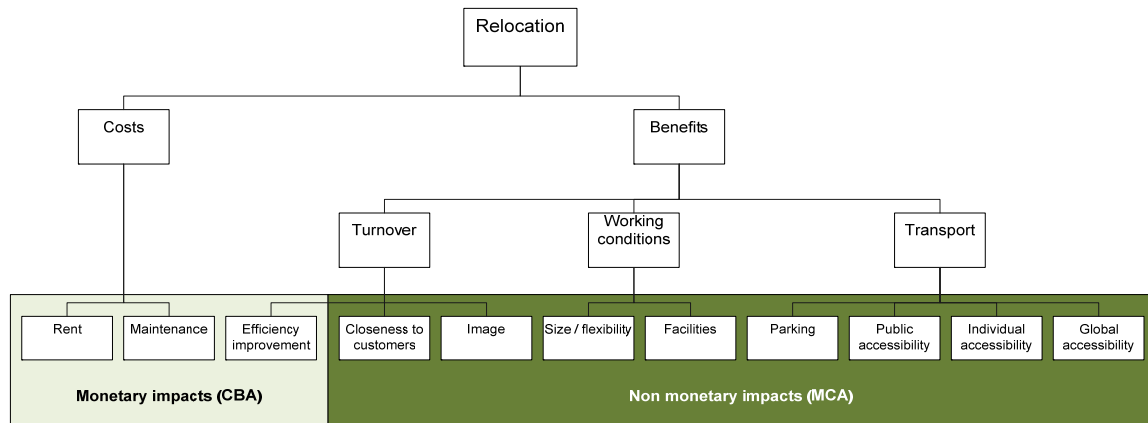 Relocation
Costs
Benefits
Turnover
Working
conditions
Transport
Rent
Maintenance
Efficiency
improvement
Closeness to
customers
Image
Size / flexibility
Facilities
Parking
Public
accessibility
Individual
accessibility
Global
accessibility
Monetary impacts (CBA)
Non monetary impacts (MCA)